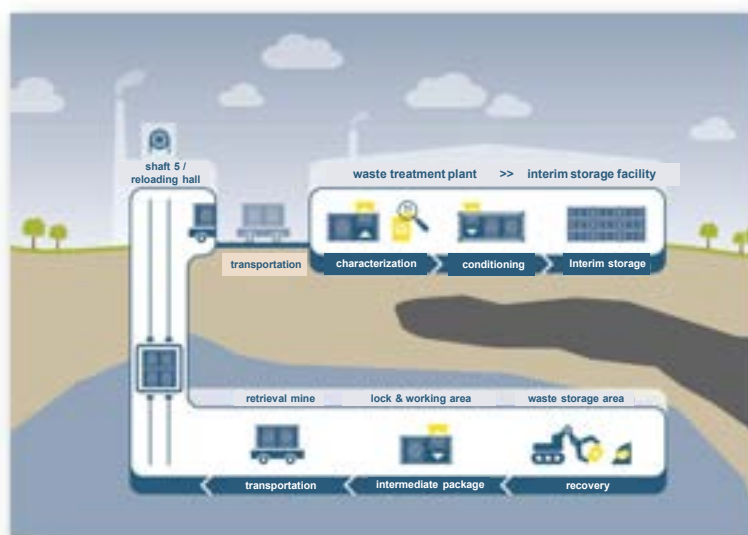 shaft 5 /
reloading hall
waste treatment plant >> interim storage facility
transportation
characterization
conditioning
Interim storage
retrieval mine
lock & working area
waste storage area
transportation
intermediate package
recovery